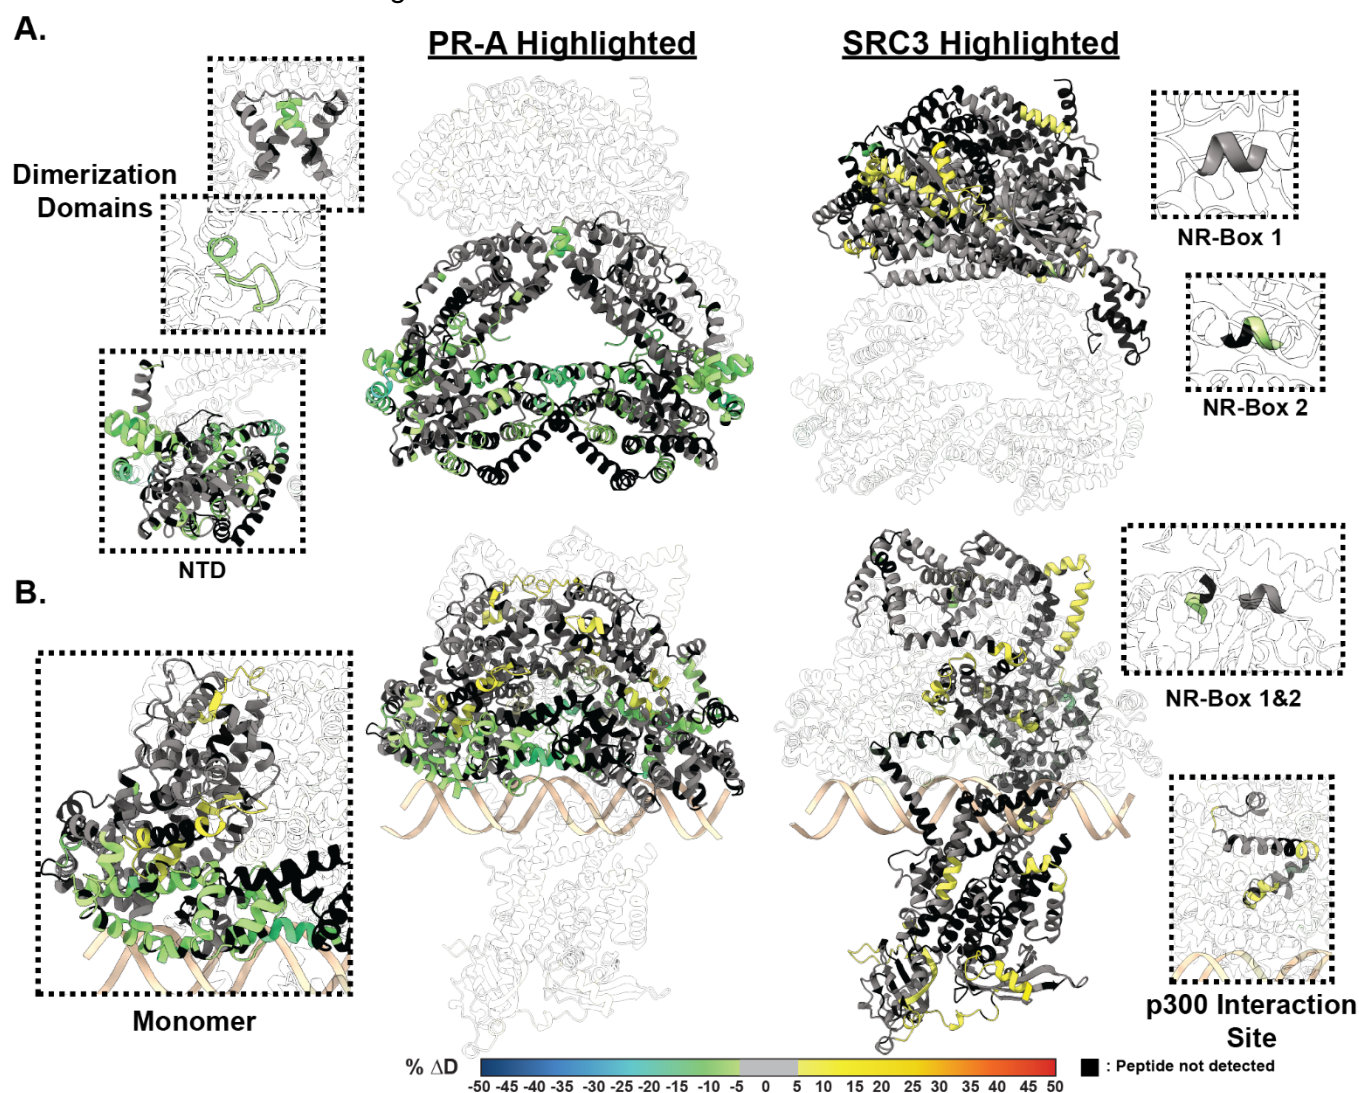 A.
PR-A Highlighted
SRC3 Highlighted
Dimerization
Domains
NR-Box 1
NR-Box 2
NTD
B.
NR-Box 1&2
Monomer
p300 Interaction
Site
% ΔD
-50 -45 -40 -35 -30 -25 -20 -15 -10 -5 0 5 10 15 20 25 30 35 40 45 50
: Peptide not detected